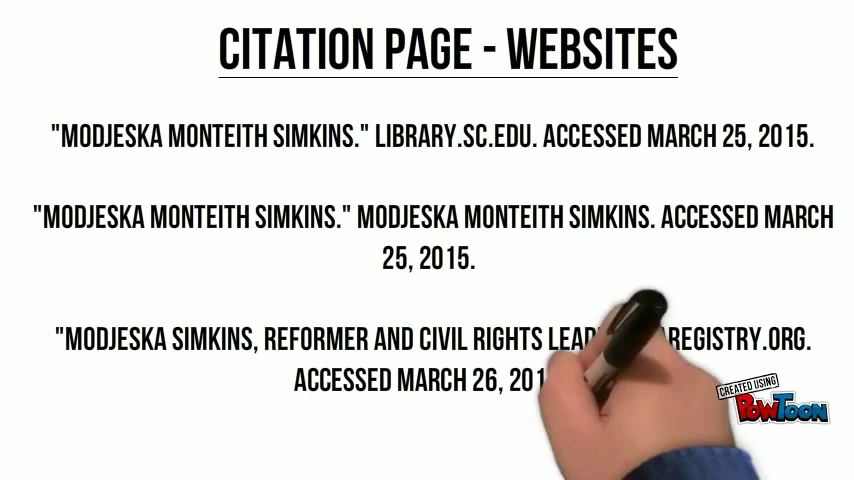 CITATION PAGE - WEBSITES
"MODJESKA MONTEITH SIMKINS." LIBRARY.SC.EDU. ACCESSED MARCH 25, 2015.
"MODJESKA MONTEITH SIMKINS." MODJESKA MONTEITH SIMKINS. ACCESSED MARCH
25, 2015.
"MODJESKA SIMKINS, REFORMER AND CIVIL RIGHTS
ACCESSED MARCH 26,
CREATED USING
POWTOON